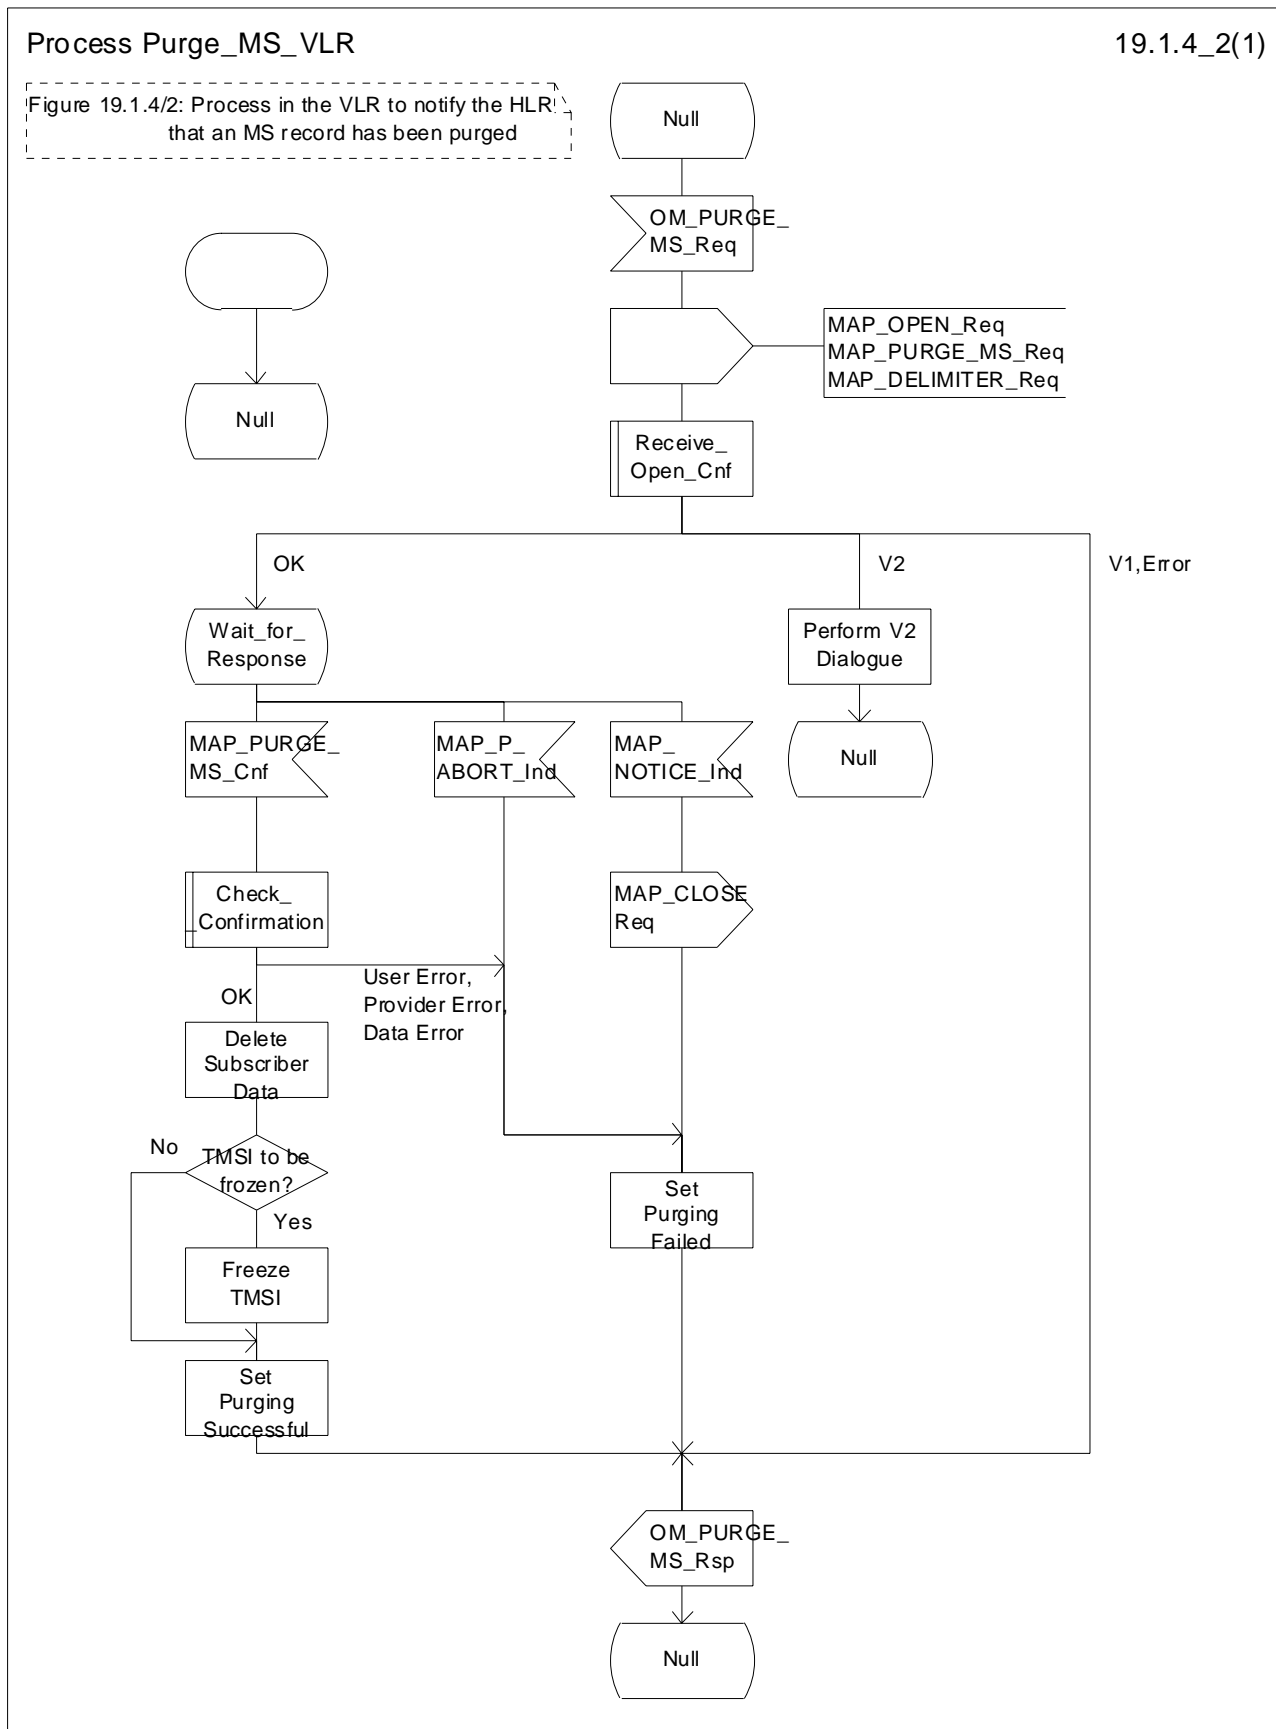 Process Purge_MS_VLR
19.1.4_2(1)
Figure 19.1.4/2: Process in the VLR to notify the HLR
that an MS record has been purged
Null
OM_PURGE_
MS_Req
MAP_OPEN_Req
MAP_PURGE_MS_Req
MAP_DELIMITER_Req
Null
Receive_
Open_Cnf
OK
V2
V1,Error
Wait_for_
Response
Perform V2
Dialogue
MAP_PURGE_
MS_Cnf
MAP_P_
ABORT_Ind
MAP_
NOTICE_Ind
Null
Check_
_Confirmation
MAP_CLOSE
Req
User Error,
Provider Error,
Data Error
OK
Delete
Subscriber
Data
No
TMSI to be
frozen?
Yes
Set
Purging
Failed
Freeze
TMSI
Set
Purging
Successful
OM_PURGE_
MS_Rsp
Null